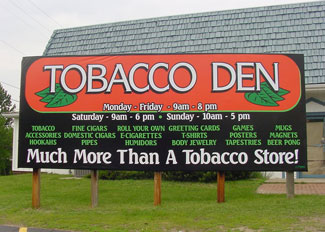 TOBACCO DEN
Monday - Friday • 9am - 8 pm
Saturday - 9am - 6 pm • Sunday - 10am - 5 pm
TOBACCO FINE CIGARS ROLL YOUR OWN GREETING CARDS GAMES MUGS
ACCESSORIES DOMESTIC CIGARS E-CIGARETTES T-SHIRTS POSTERS MAGNETS
HOOKAHS PIPES HUMIDORS BODY JEWELRY TAPESTRIES BEER PONG
Much More Than A Tobacco Store!